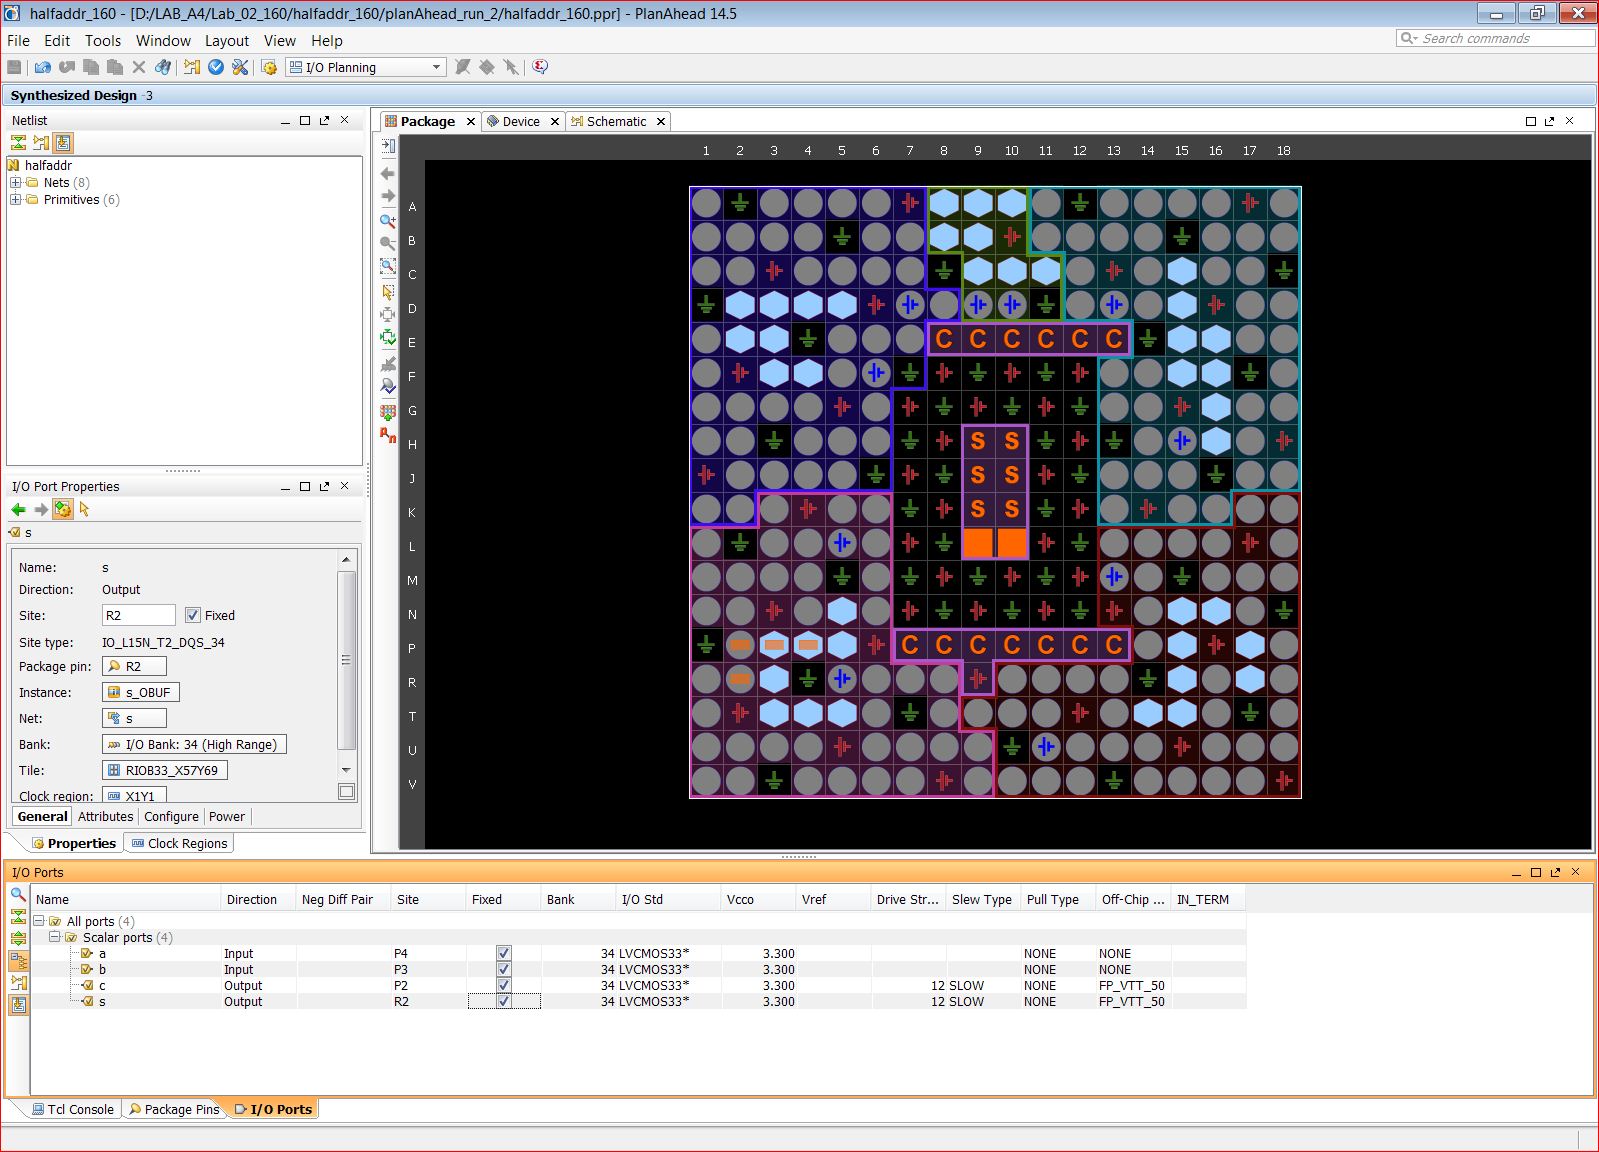 halfaddr_160 - [D:/LAB_A4/Lab_02_160/halfaddr_160/planAhead_run_2/halfaddr_160.ppr] - PlanAhead 14.5
File Edit Tools Window Layout View Help
Search commands
I/O Planning
Synthesized Design -3
Netlist
halfaddr
Nets (8)
Primitives (6)
Package Device Schematic
1 2 3 4 5 6 7 8 9 10 11 12 13 14 15 16 17 18
A
B
C
D
E C C C C C C
F
G
H S S
J S S
K S S
L
M
N
P C C C C C C C
R
T
U
V
I/O Port Properties
s
Name: s
Direction: Output
Site: R2 Fixed
Site type: IO_L15N_T2_DQS_34
Package pin: R2
Instance: s_OBUF
Net: s
Bank: I/O Bank: 34 (High Range)
Tile: RIOB33_X57Y69
Clock region: X1Y1
General Attributes Configure Power
Properties Clock Regions
I/O Ports
Name Direction Neg Diff Pair Site Fixed Bank I/O Std Vcco Vref Drive Str... Slew Type Pull Type Off-Chip ... IN_TERM
All ports (4)
Scalar ports (4)
a Input P4 34 LVCMOS33* 3.300 NONE NONE
b Input P3 34 LVCMOS33* 3.300 NONE NONE
c Output P2 34 LVCMOS33* 3.300 12 SLOW NONE FP_VTT_50
s Output R2 34 LVCMOS33* 3.300 12 SLOW NONE FP_VTT_50
Tcl Console Package Pins I/O Ports